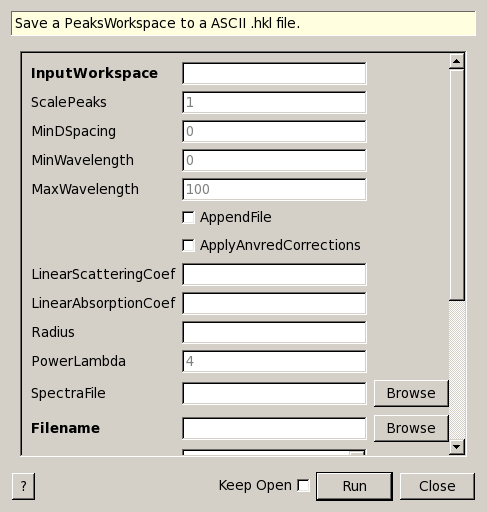 Save a PeaksWorkspace to a ASCII .hkl file.
InputWorkspace
ScalePeaks 1
MinDSpacing 0
MinWavelength 0
MaxWavelength 100
AppendFile
ApplyAnvredCorrections
LinearScatteringCoef
LinearAbsorptionCoef
Radius
PowerLambda 4
SpectraFile Browse
Filename Browse
? Keep Open Run Close